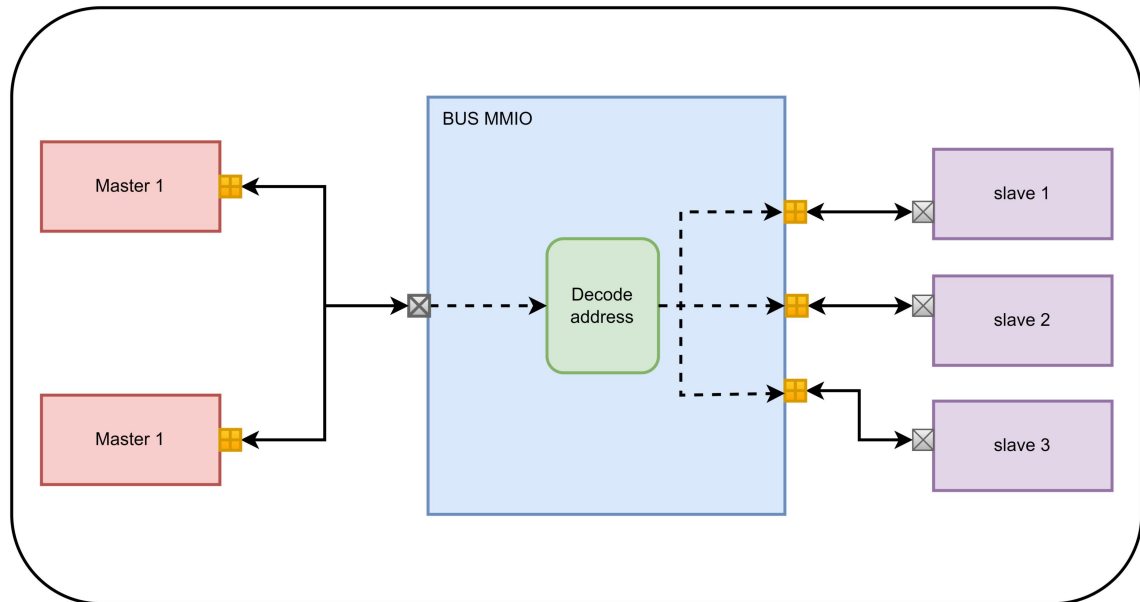 BUS MMIO
Master 1
slave 1
Decode
address
slave 2
Master 1
slave 3